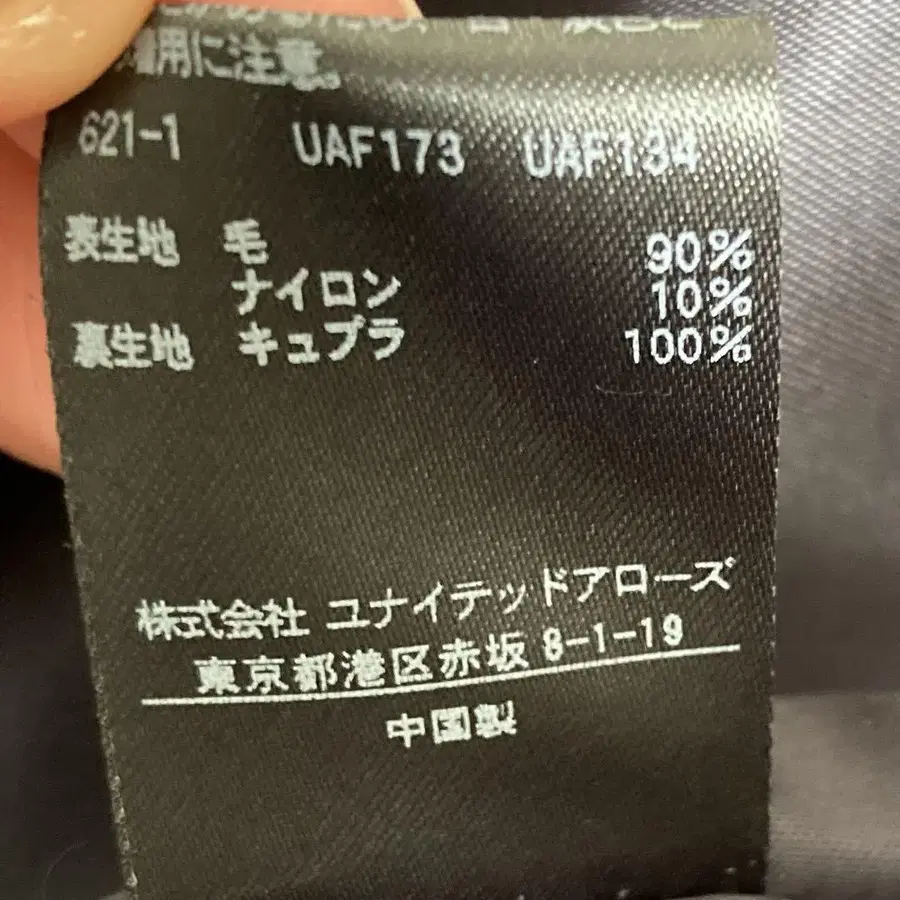 着用に注意。
621-1 UAF173 UAF134
表生地 毛 90%
ナイロン 10%
裏生地 キュプラ 100%
株式会社 ユナイテッドアローズ
東京都港区赤坂 8-1-19
中国製